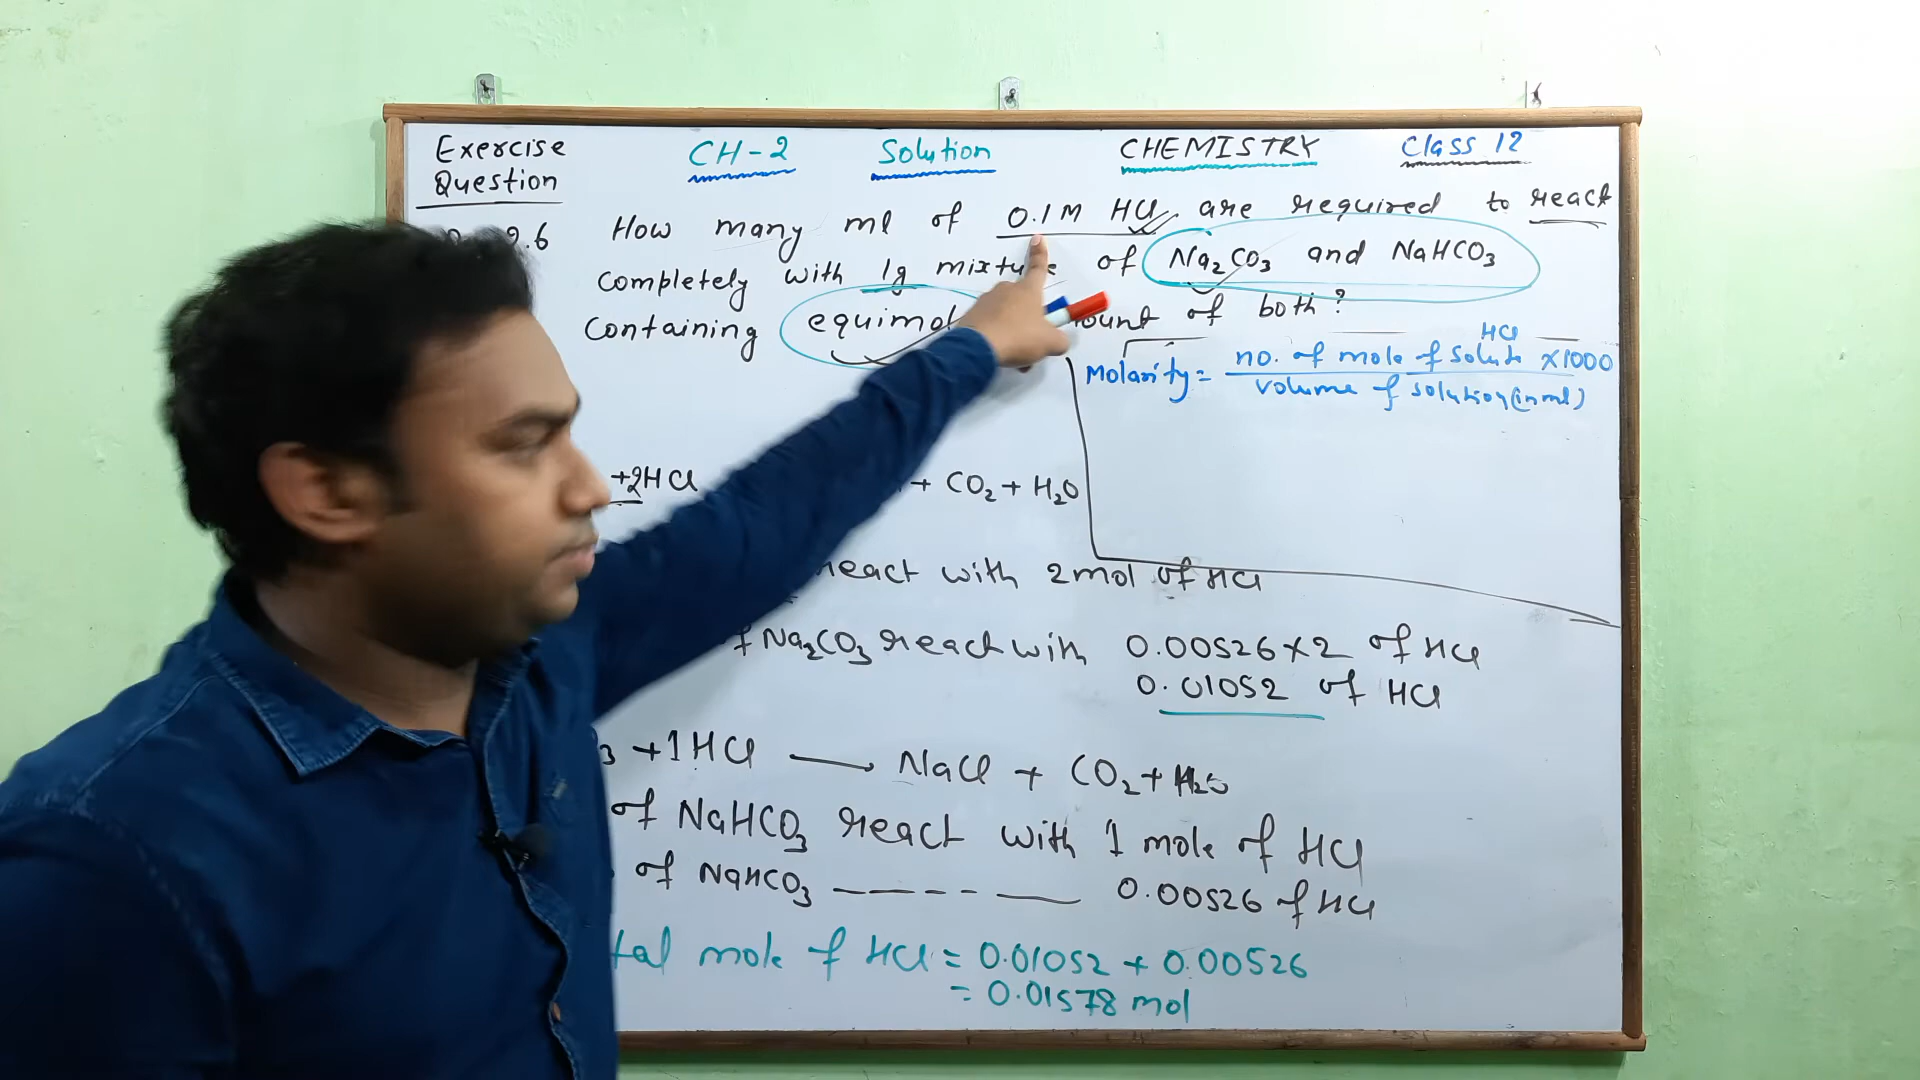 Exercise Question
CH-2 Solution CHEMISTRY Class 12
.6 How many ml of 0.1M HCl are required to react
completely with 1g mixture of Na₂CO₃ and NaHCO₃
containing of both?
HCl
Molarity = no. of mole of solute ×1000
volume of solution (in ml)
+2HCl + CO₂ + H₂O
react with 2mol of HCl
of Na₂CO₃ react with 0.00526×2 of HCl
0.01052 of HCl
₃ +1HCl → NaCl + CO₂ + H₂O
of NaHCO₃ react with 1 mole of HCl
of NaHCO₃ ------ 0.00526 of HCl
tal mole of HCl = 0.01052 + 0.00526
= 0.01578 mol